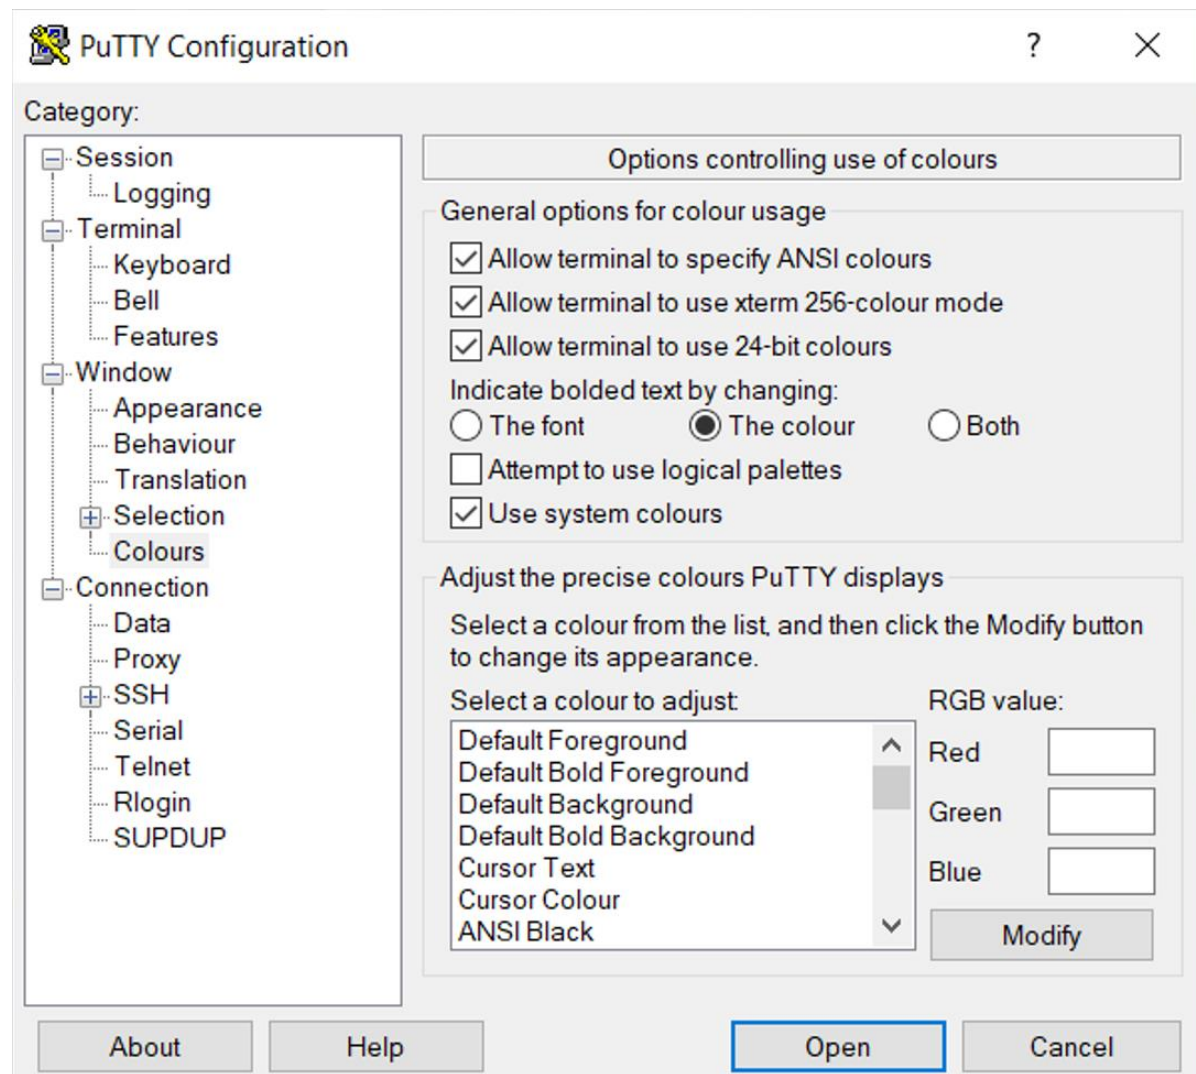 PuTTY Configuration
?
Category:
Session
Logging
Terminal
Keyboard
Bell
Features
Window
Appearance
Behaviour
Translation
Selection
Colours
Connection
Data
Proxy
SSH
Serial
Telnet
Rlogin
SUPDUP
Options controlling use of colours
General options for colour usage
Allow terminal to specify ANSI colours
Allow terminal to use xterm 256-colour mode
Allow terminal to use 24-bit colours
Indicate bolded text by changing:
The font The colour Both
Attempt to use logical palettes
Use system colours
Adjust the precise colours PuTTY displays
Select a colour from the list, and then click the Modify button
to change its appearance.
Select a colour to adjust:
Default Foreground
Default Bold Foreground
Default Background
Default Bold Background
Cursor Text
Cursor Colour
ANSI Black
RGB value:
Red
Green
Blue
Modify
About Help Open Cancel